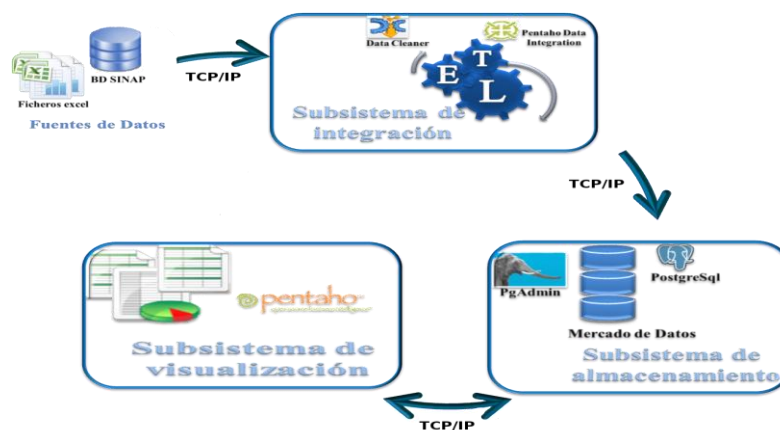 Data Cleaner
Pentaho Data
Integration
BD SINAP
TCP/IP
Ficheros excel
Fuentes de Datos
E
T
L
Subsistema de
integración
TCP/IP
pentaho
Subsistema de
visualización
PgAdmin
PostgreSql
Mercado de Datos
Subsistema de
almacenamiento
TCP/IP